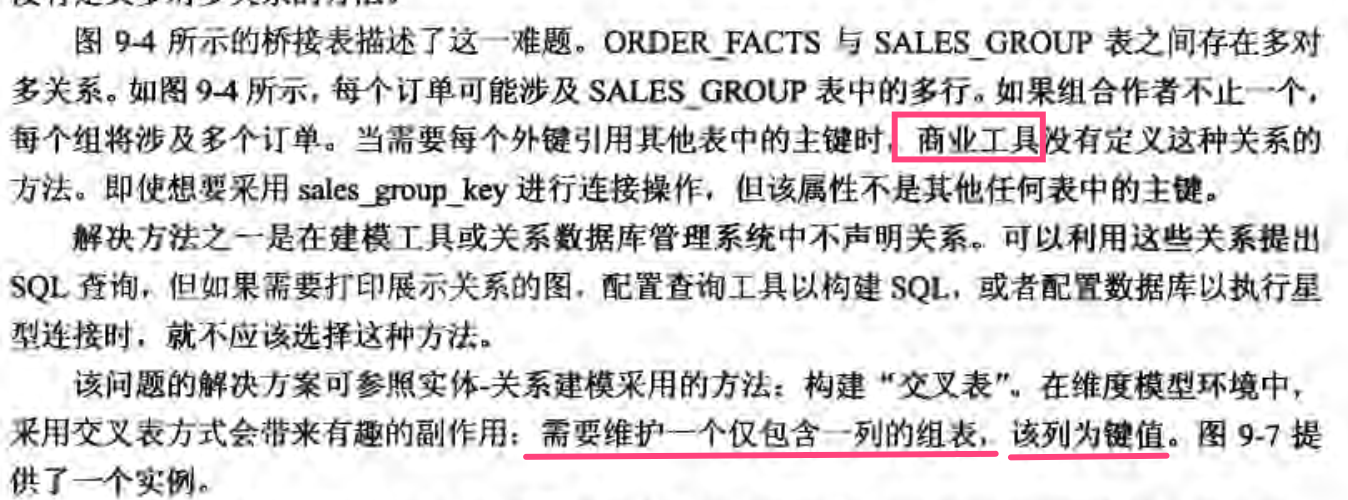 图 9-4 所示的桥接表描述了这一难题。ORDER_FACTS 与 SALES_GROUP 表之间存在多对
多关系。如图 9-4 所示，每个订单可能涉及 SALES_GROUP 表中的多行。如果组合作者不止一个，
每个组将涉及多个订单。当需要每个外键引用其他表中的主键时，商业工具没有定义这种关系的
方法。即使想要采用 sales_group_key 进行连接操作，但该属性不是其他任何表中的主键。
解决方法之一是在建模工具或关系数据库管理系统中不声明关系。可以利用这些关系提出
SQL 查询，但如果需要打印展示关系的图，配置查询工具以构建 SQL，或者配置数据库以执行星
型连接时，就不应该选择这种方法。
该问题的解决方案可参照实体-关系建模采用的方法：构建“交叉表”。在维度模型环境中，
采用交叉表方式会带来有趣的副作用：需要维护一个仅包含一列的组表，该列为键值。图 9-7 提
供了一个实例。